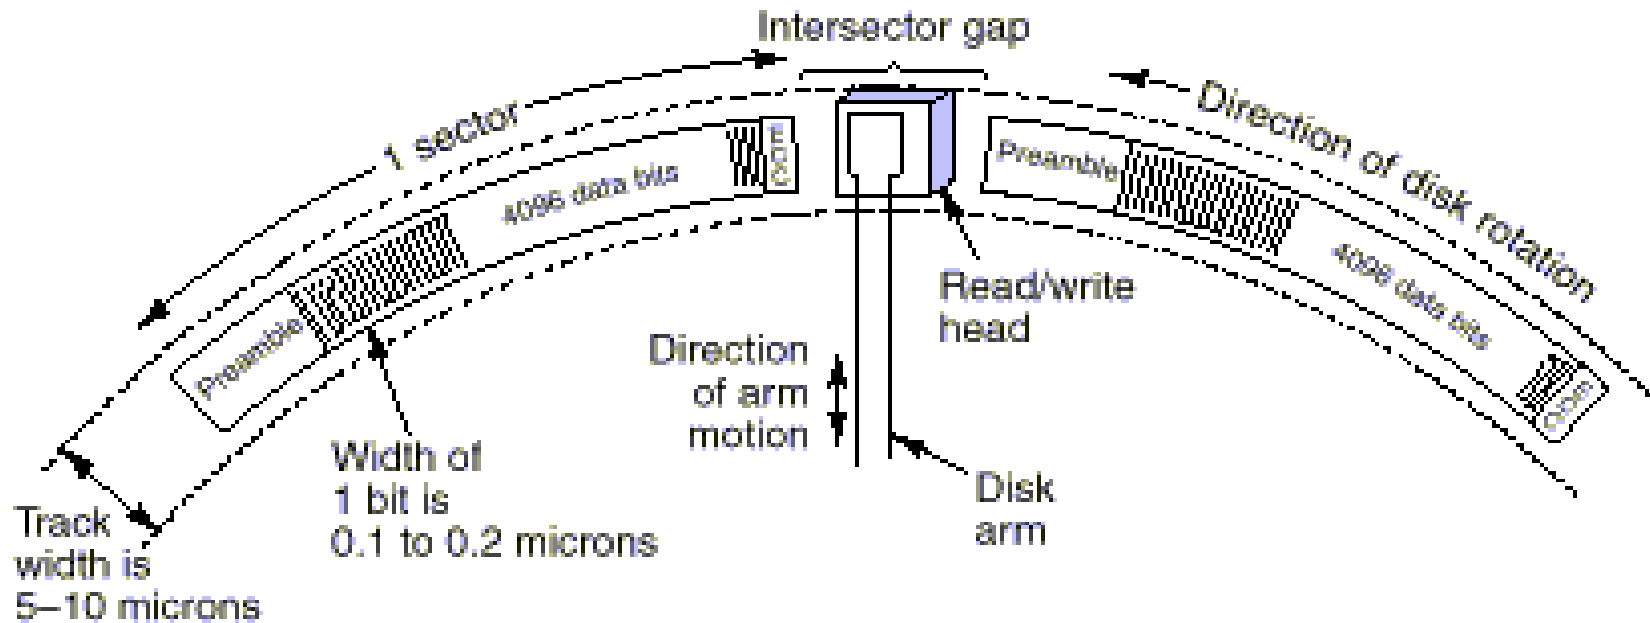 Intersector gap
1 sector
Direction of disk rotation
Preamble
4096 data bits
ECC
Preamble
4096 data bits
ECC
Read/write
head
Direction
of arm
motion
Width of
1 bit is
0.1 to 0.2 microns
Disk
arm
Track
width is
5–10 microns